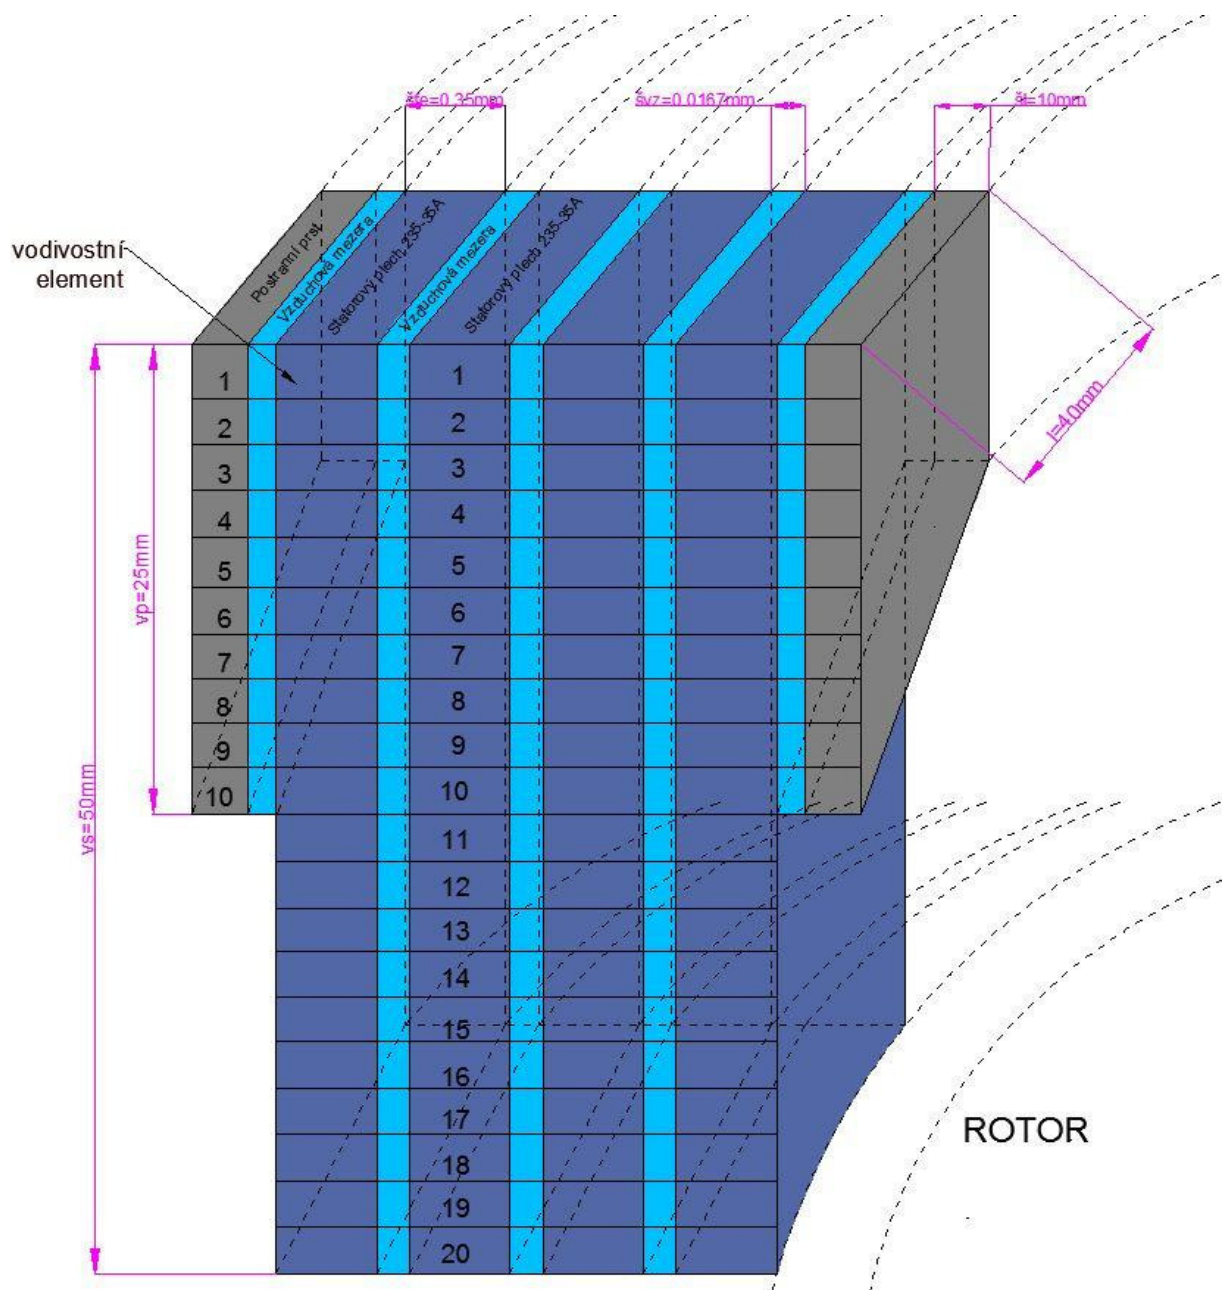 šfe=0.35mm
švz=0.0167mm
šl=10mm
vodivostní
element
Postranní prst
Vzduchová mezera
Statorový plech 235-35A
Vzduchová mezera
Statorový plech 235-35A
l=40mm
vp=25mm
vs=50mm
1 1
2 2
3 3
4 4
5 5
6 6
7 7
8 8
9 9
10 10
11
12
13
14
15
16
17
18
19
20
ROTOR